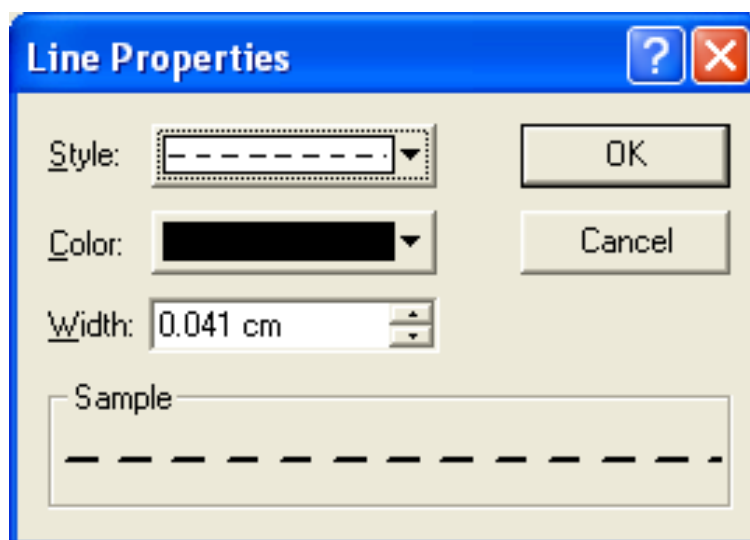 Line Properties
Style:
OK
Color:
Cancel
Width: 0.041 cm
Sample